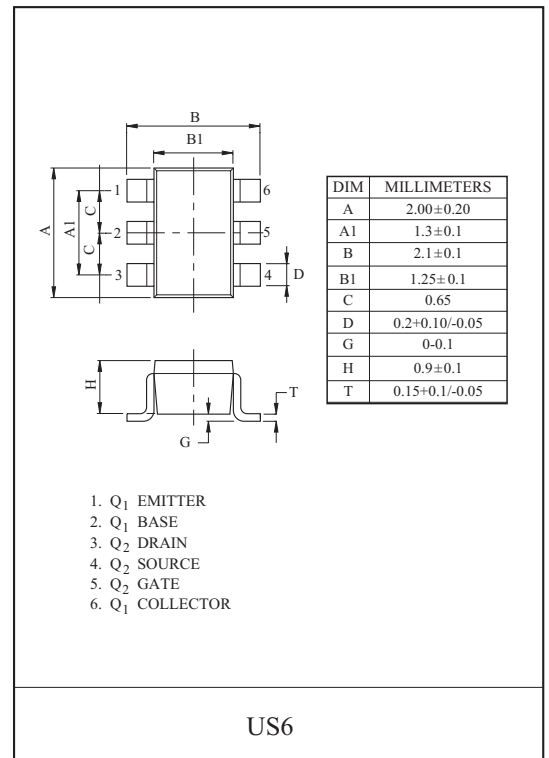 B
B1
1 6
A A1 C
2 5
C
3 4 D
H T
G
DIM MILLIMETERS
A 2.00±0.20
A1 1.3±0.1
B 2.1±0.1
B1 1.25±0.1
C 0.65
D 0.2+0.10/-0.05
G 0-0.1
H 0.9±0.1
T 0.15+0.1/-0.05
1. Q1 EMITTER
2. Q1 BASE
3. Q2 DRAIN
4. Q2 SOURCE
5. Q2 GATE
6. Q1 COLLECTOR
US6